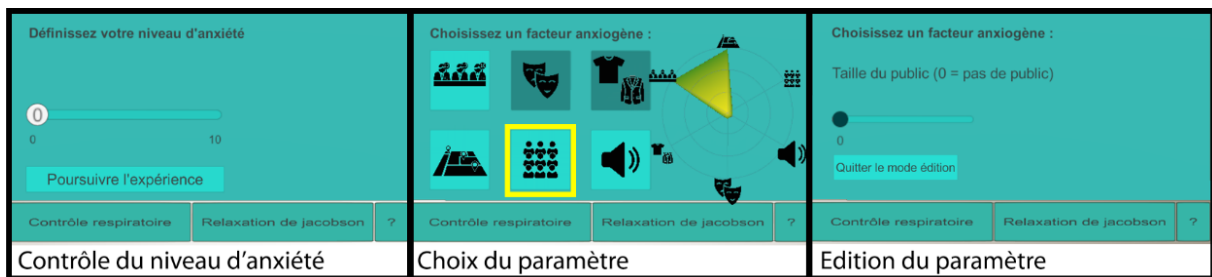 Définissez votre niveau d'anxiété
0
0 10
Poursuivre l'expérience
Contrôle respiratoire Relaxation de jacobson ?
Contrôle du niveau d'anxiété
Choisissez un facteur anxiogène :
Contrôle respiratoire Relaxation de jacobson ?
Choix du paramètre
Choisissez un facteur anxiogène :
Taille du public (0 = pas de public)
0
Quitter le mode édition
Contrôle respiratoire Relaxation de jacobson ?
Edition du paramètre